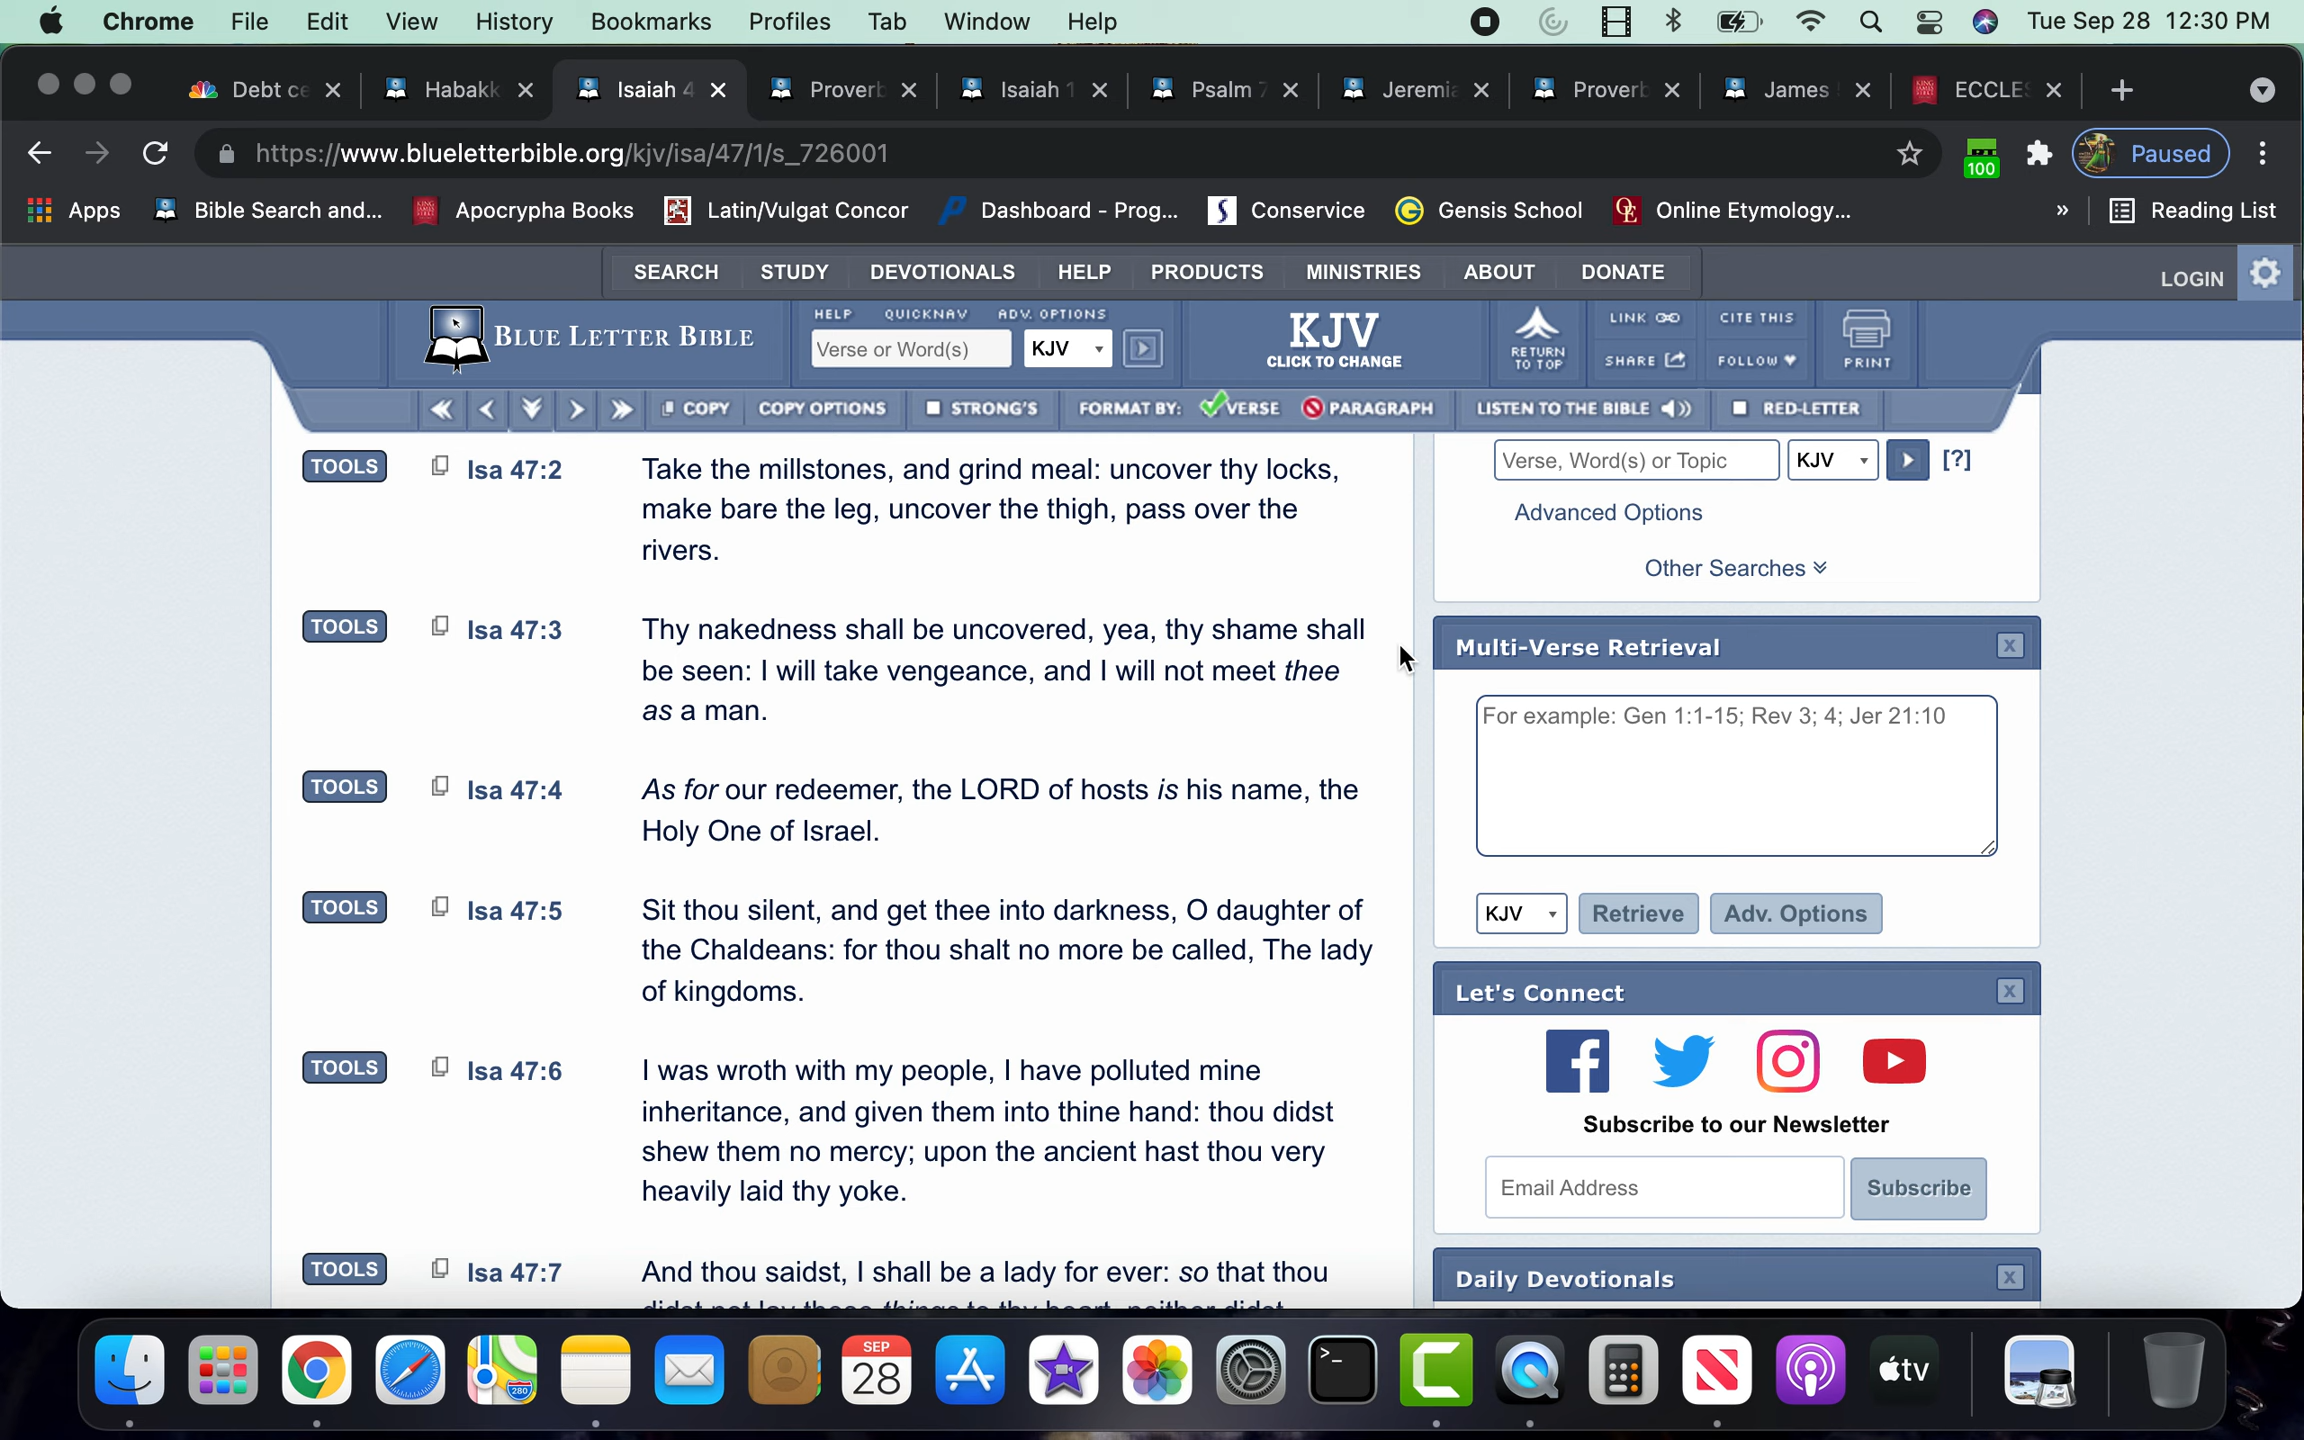 Chrome File Edit View History Bookmarks Profiles Tab Window Help Tue Sep 28 12:30 PM
Debt ce Habakk Isaiah 4 Proverb Isaiah 1 Psalm 7 Jeremia Proverb James ECCLES
https://www.blueletterbible.org/kjv/isa/47/1/s_726001 100 Paused
Apps Bible Search and... Apocrypha Books Latin/Vulgat Concor Dashboard - Prog... Conservice Gensis School Online Etymology... » Reading List
SEARCH STUDY DEVOTIONALS HELP PRODUCTS MINISTRIES ABOUT DONATE LOGIN
BLUE LETTER BIBLE
HELP QUICKNAV ADV. OPTIONS
Verse or Word(s) KJV
KJV
CLICK TO CHANGE
RETURN
TO TOP
LINK CITE THIS
SHARE FOLLOW PRINT
COPY COPY OPTIONS STRONG'S FORMAT BY: VERSE PARAGRAPH LISTEN TO THE BIBLE RED-LETTER
TOOLS Isa 47:2 Take the millstones, and grind meal: uncover thy locks,
make bare the leg, uncover the thigh, pass over the
rivers.
TOOLS Isa 47:3 Thy nakedness shall be uncovered, yea, thy shame shall
be seen: I will take vengeance, and I will not meet thee
as a man.
TOOLS Isa 47:4 As for our redeemer, the LORD of hosts is his name, the
Holy One of Israel.
TOOLS Isa 47:5 Sit thou silent, and get thee into darkness, O daughter of
the Chaldeans: for thou shalt no more be called, The lady
of kingdoms.
TOOLS Isa 47:6 I was wroth with my people, I have polluted mine
inheritance, and given them into thine hand: thou didst
shew them no mercy; upon the ancient hast thou very
heavily laid thy yoke.
TOOLS Isa 47:7 And thou saidst, I shall be a lady for ever: so that thou
didst not lay these things to thy heart, neither didst
Verse, Word(s) or Topic KJV [?]
Advanced Options
Other Searches
Multi-Verse Retrieval X
For example: Gen 1:1-15; Rev 3; 4; Jer 21:10
KJV Retrieve Adv. Options
Let's Connect X
Subscribe to our Newsletter
Email Address Subscribe
Daily Devotionals X
280
SEP
28
tv